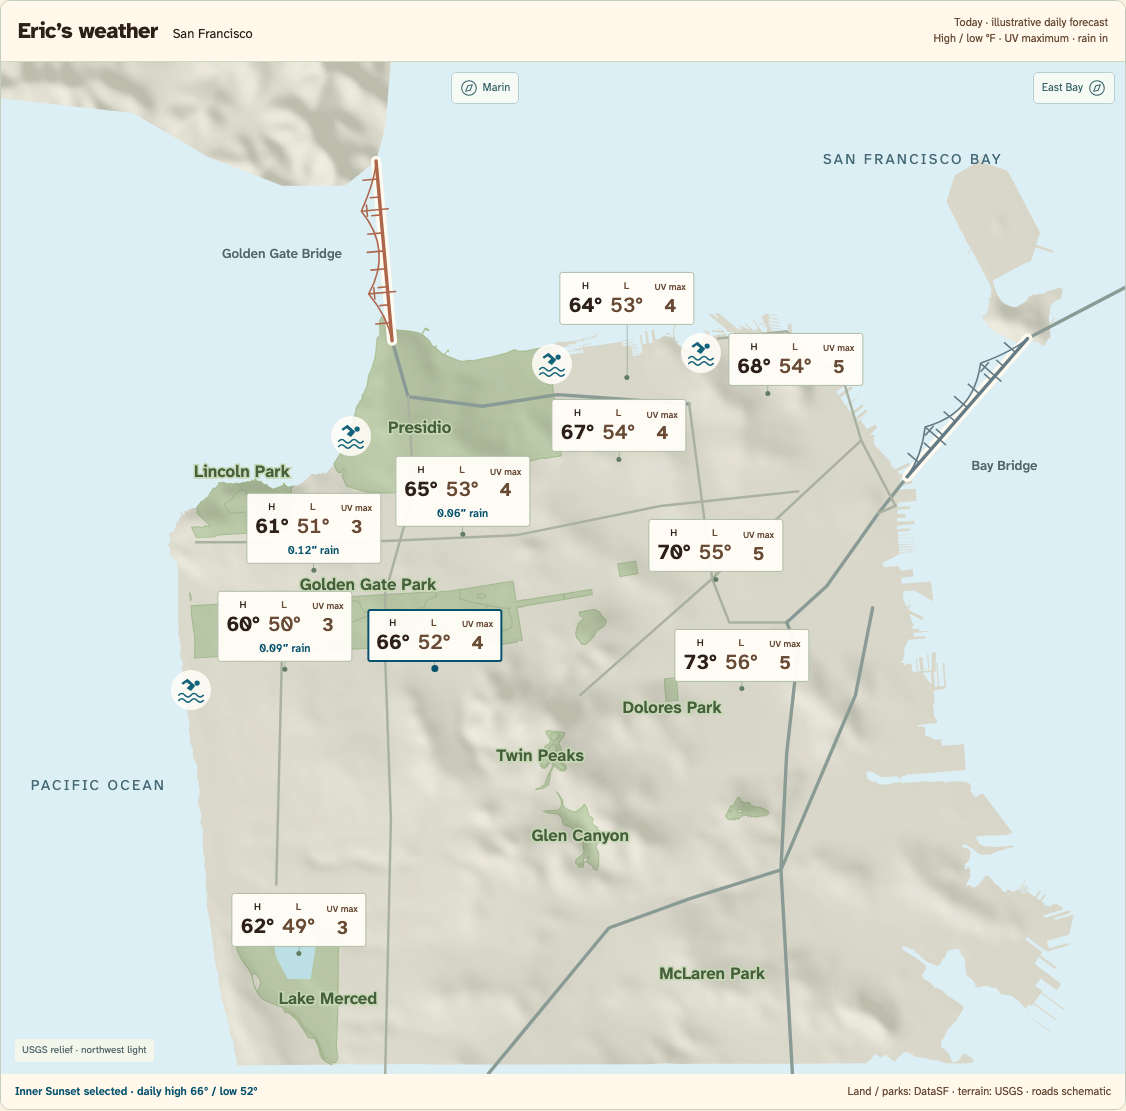 Eric's weather
San Francisco
Today · illustrative daily forecast
High / low °F · UV maximum · rain in
Marin
East Bay
SAN FRANCISCO BAY
Golden Gate Bridge
H L UV max
64° 53° 4
H L UV max
68° 54° 5
H L UV max
67° 54° 4
Presidio
Bay Bridge
Lincoln Park
H L UV max
65° 53° 4
0.06″ rain
H L UV max
61° 51° 3
0.12″ rain
H L UV max
70° 55° 5
Golden Gate Park
H L UV max
60° 50° 3
0.09″ rain
H L UV max
66° 52° 4
H L UV max
73° 56° 5
Dolores Park
Twin Peaks
PACIFIC OCEAN
Glen Canyon
H L UV max
62° 49° 3
McLaren Park
Lake Merced
USGS relief · northwest light
Inner Sunset selected · daily high 66° / low 52°
Land / parks: DataSF · terrain: USGS · roads schematic